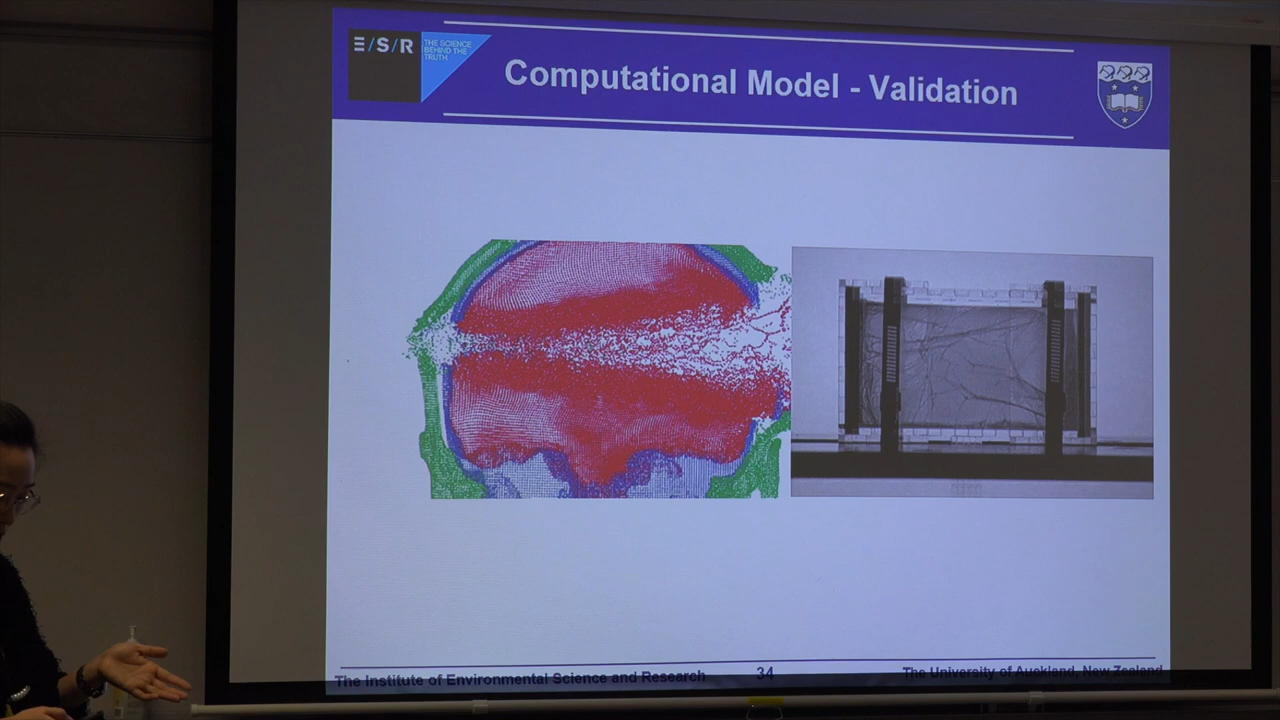 E/S/R
THE SCIENCE
BEHIND THE
TRUTH
Computational Model - Validation
The Institute of Environmental Science and Research
34
The University of Auckland, New Zealand